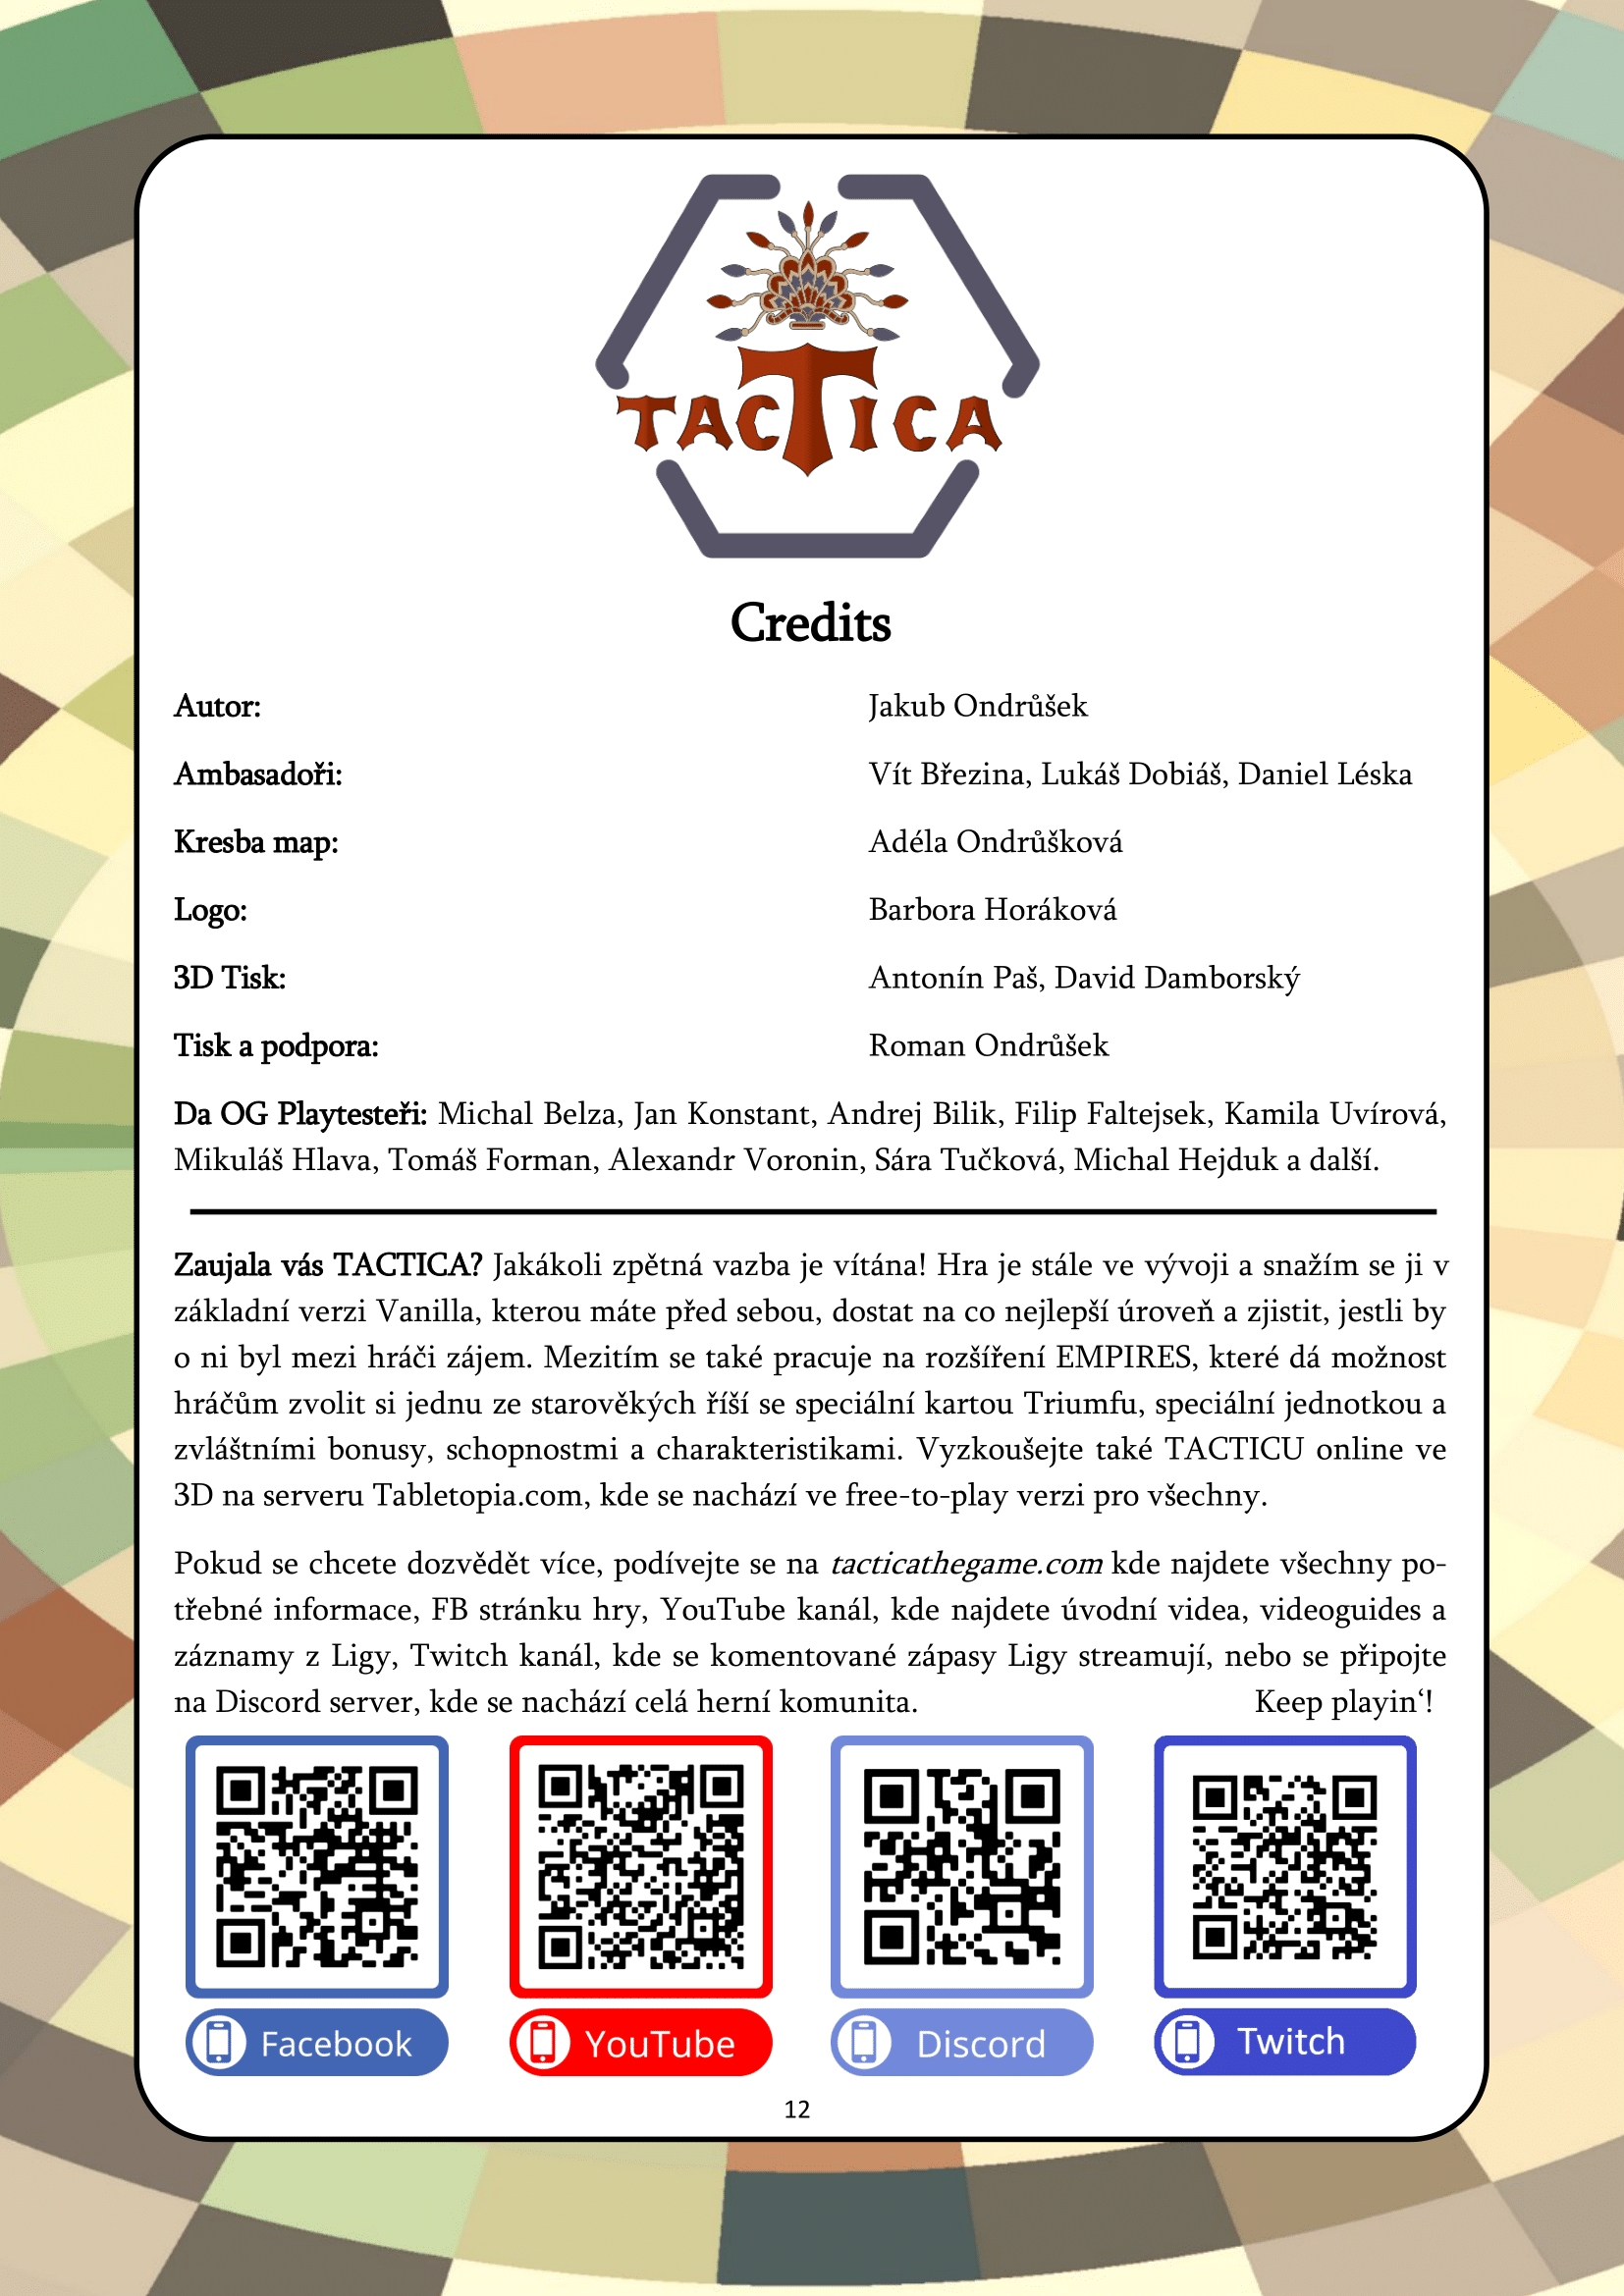 TACTICA
Credits
Autor: Jakub Ondrůšek
Ambasadoři: Vít Březina, Lukáš Dobiáš, Daniel Léska
Kresba map: Adéla Ondrůšková
Logo: Barbora Horáková
3D Tisk: Antonín Paš, David Damborský
Tisk a podpora: Roman Ondrůšek
Da OG Playtesteři: Michal Belza, Jan Konstant, Andrej Bilik, Filip Faltejsek, Kamila Uvírová,
Mikuláš Hlava, Tomáš Forman, Alexandr Voronin, Sára Tučková, Michal Hejduk a další.
Zaujala vás TACTICA? Jakákoli zpětná vazba je vítána! Hra je stále ve vývoji a snažím se ji v
základní verzi Vanilla, kterou máte před sebou, dostat na co nejlepší úroveň a zjistit, jestli by
o ni byl mezi hráči zájem. Mezitím se také pracuje na rozšíření EMPIRES, které dá možnost
hráčům zvolit si jednu ze starověkých říší se speciální kartou Triumfu, speciální jednotkou a
zvláštními bonusy, schopnostmi a charakteristikami. Vyzkoušejte také TACTICU online ve
3D na serveru Tabletopia.com, kde se nachází ve free-to-play verzi pro všechny.
Pokud se chcete dozvědět více, podívejte se na tacticathegame.com kde najdete všechny po-
třebné informace, FB stránku hry, YouTube kanál, kde najdete úvodní videa, videoguides a
záznamy z Ligy, Twitch kanál, kde se komentované zápasy Ligy streamují, nebo se připojte
na Discord server, kde se nachází celá herní komunita. Keep playin‘!
Facebook
YouTube
Discord
Twitch
12